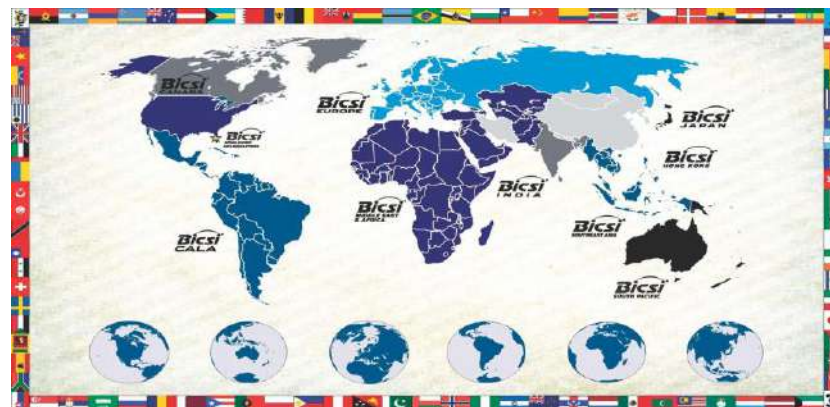 Bicsi
CANADA
Bicsi
EUROPE
Bicsi
JAPAN
Bicsi
Bicsi
HONG KONG
Bicsi
INDIA
Bicsi
MIDDLE EAST
& AFRICA
Bicsi
CALA
Bicsi
SOUTHEAST ASIA
Bicsi
SOUTH PACIFIC